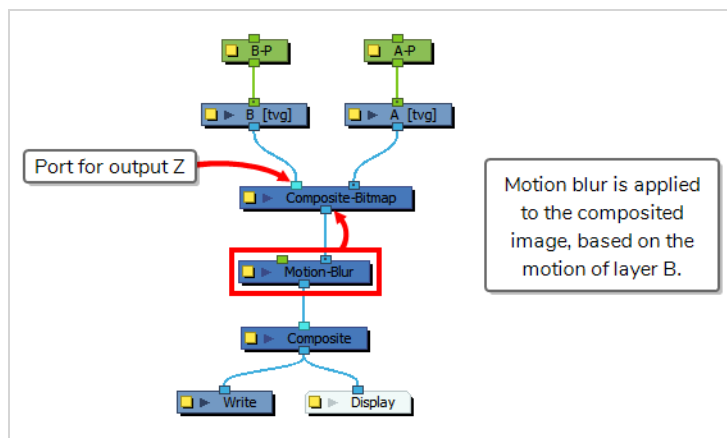 B-P
A-P
B [tvg]
A [tvg]
Port for output Z
Composite-Bitmap
Motion blur is applied
to the composited
image, based on the
motion of layer B.
Motion-Blur
Composite
Write
Display